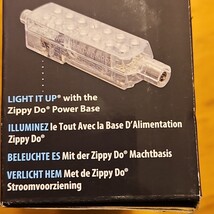 LIGHT IT UP® with the
Zippy Do® Power Base
ILLUMINEZ le Tout Avec la Base D'Alimentation
Zippy Do®
BELEUCHTE ES Mit der Zippy Do® Machtbasis
VERLICHT HEM Met de Zippy Do®
Stroomvoorziening